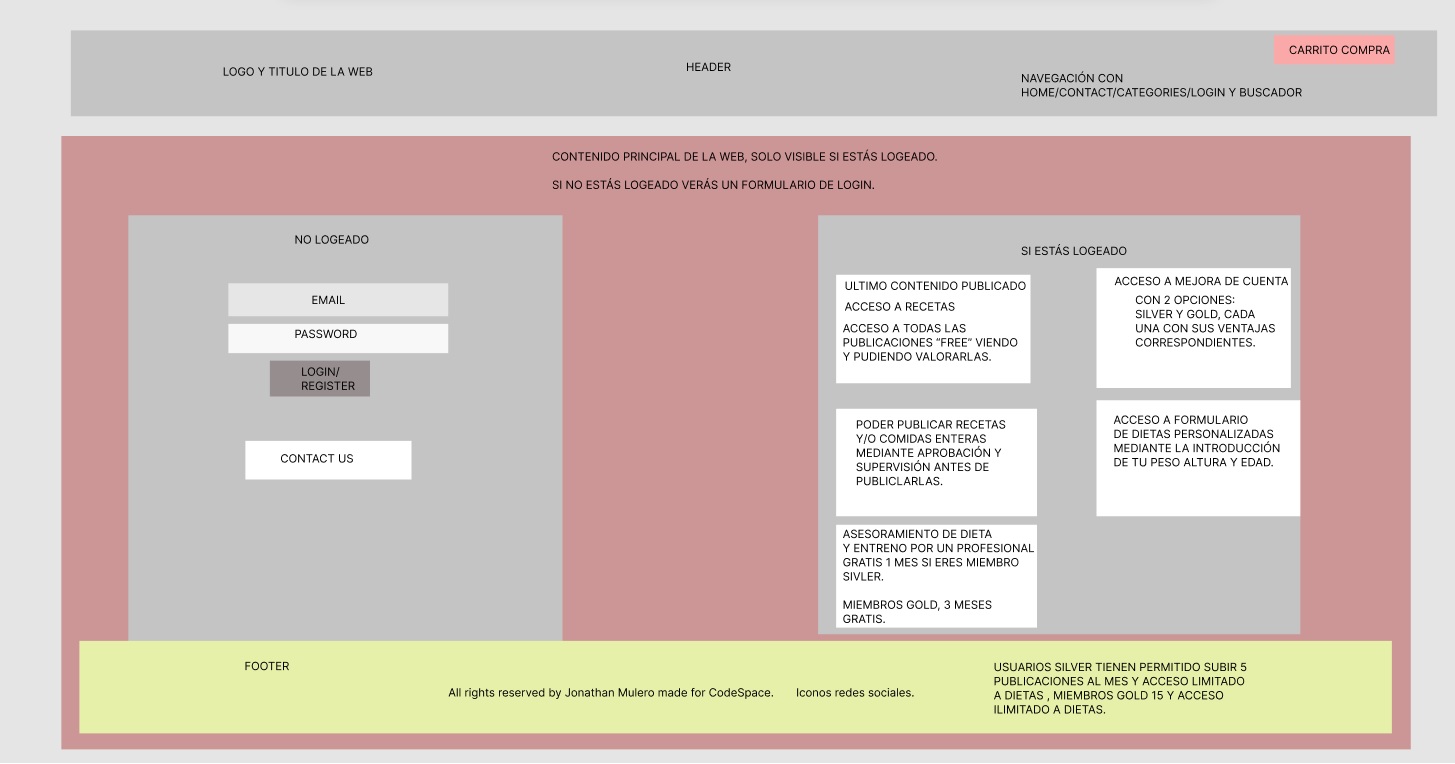 CARRITO COMPRA
LOGO Y TITULO DE LA WEB
HEADER
NAVEGACIÓN CON
HOME/CONTACT/CATEGORIES/LOGIN Y BUSCADOR
CONTENIDO PRINCIPAL DE LA WEB, SOLO VISIBLE SI ESTÁS LOGEADO.
SI NO ESTÁS LOGEADO VERÁS UN FORMULARIO DE LOGIN.
NO LOGEADO
EMAIL
PASSWORD
LOGIN/
REGISTER
CONTACT US
SI ESTÁS LOGEADO
ULTIMO CONTENIDO PUBLICADO
ACCESO A RECETAS
ACCESO A TODAS LAS
PUBLICACIONES “FREE” VIENDO
Y PUDIENDO VALORARLAS.
ACCESO A MEJORA DE CUENTA
CON 2 OPCIONES:
SILVER Y GOLD, CADA
UNA CON SUS VENTAJAS
CORRESPONDIENTES.
PODER PUBLICAR RECETAS
Y/O COMIDAS ENTERAS
MEDIANTE APROBACIÓN Y
SUPERVISIÓN ANTES DE
PUBLICLARLAS.
ACCESO A FORMULARIO
DE DIETAS PERSONALIZADAS
MEDIANTE LA INTRODUCCIÓN
DE TU PESO ALTURA Y EDAD.
ASESORAMIENTO DE DIETA
Y ENTRENO POR UN PROFESIONAL
GRATIS 1 MES SI ERES MIEMBRO
SIVLER.
MIEMBROS GOLD, 3 MESES
GRATIS.
FOOTER
All rights reserved by Jonathan Mulero made for CodeSpace.
Iconos redes sociales.
USUARIOS SILVER TIENEN PERMITIDO SUBIR 5
PUBLICACIONES AL MES Y ACCESO LIMITADO
A DIETAS , MIEMBROS GOLD 15 Y ACCESO
ILIMITADO A DIETAS.